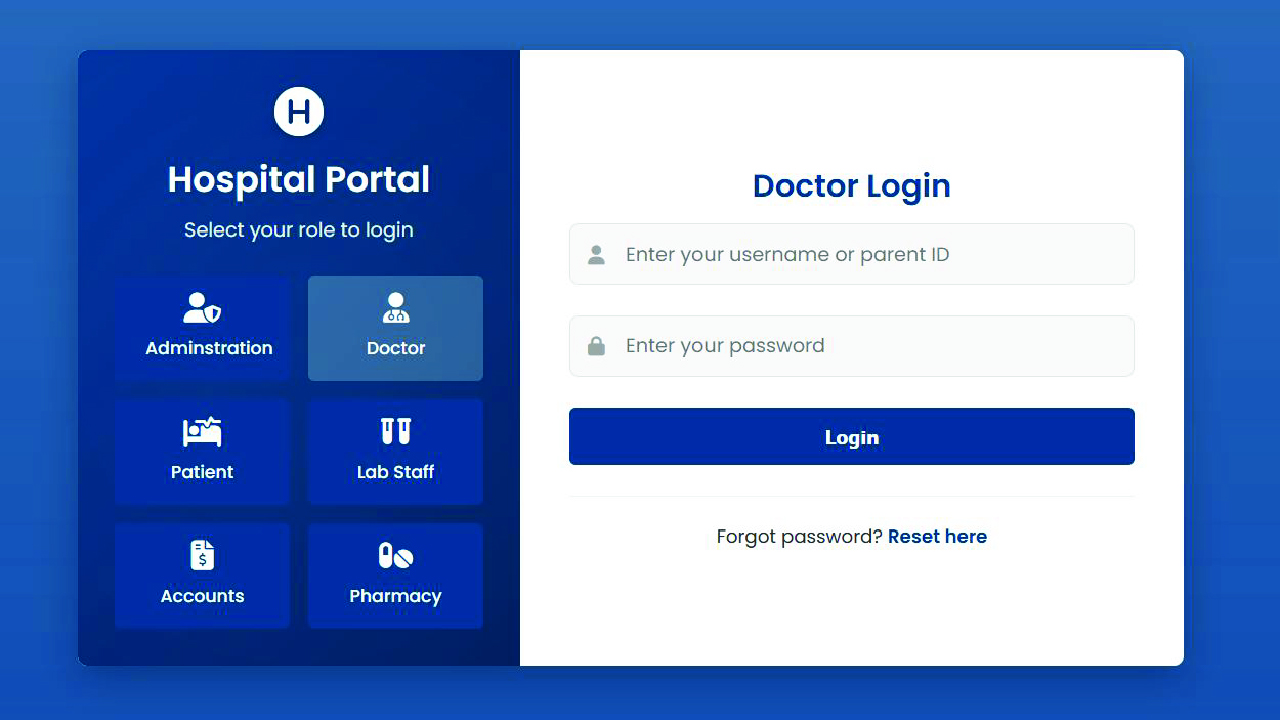 H
Hospital Portal
Select your role to login
Adminstration
Doctor
Patient
Lab Staff
Accounts
Pharmacy
Doctor Login
Enter your username or parent ID
Enter your password
Login
Forgot password? Reset here